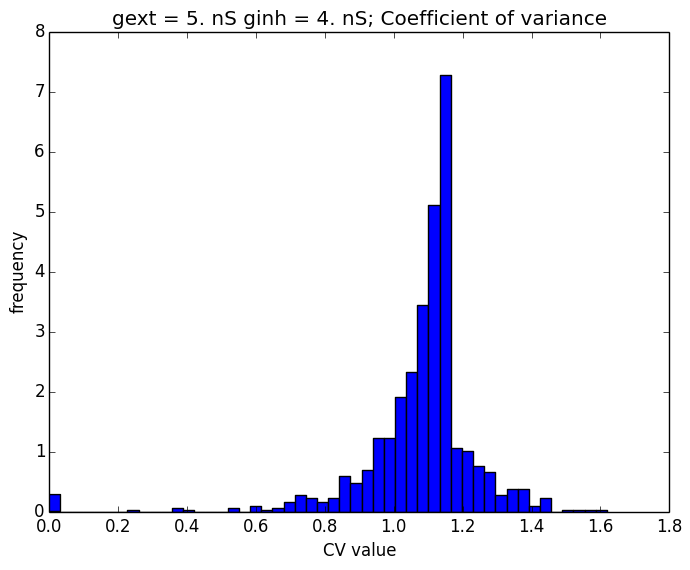 gext = 5. nS ginh = 4. nS; Coefficient of variance
8
7
6
5
4
3
2
1
0
frequency
0.0 0.2 0.4 0.6 0.8 1.0 1.2 1.4 1.6 1.8
CV value